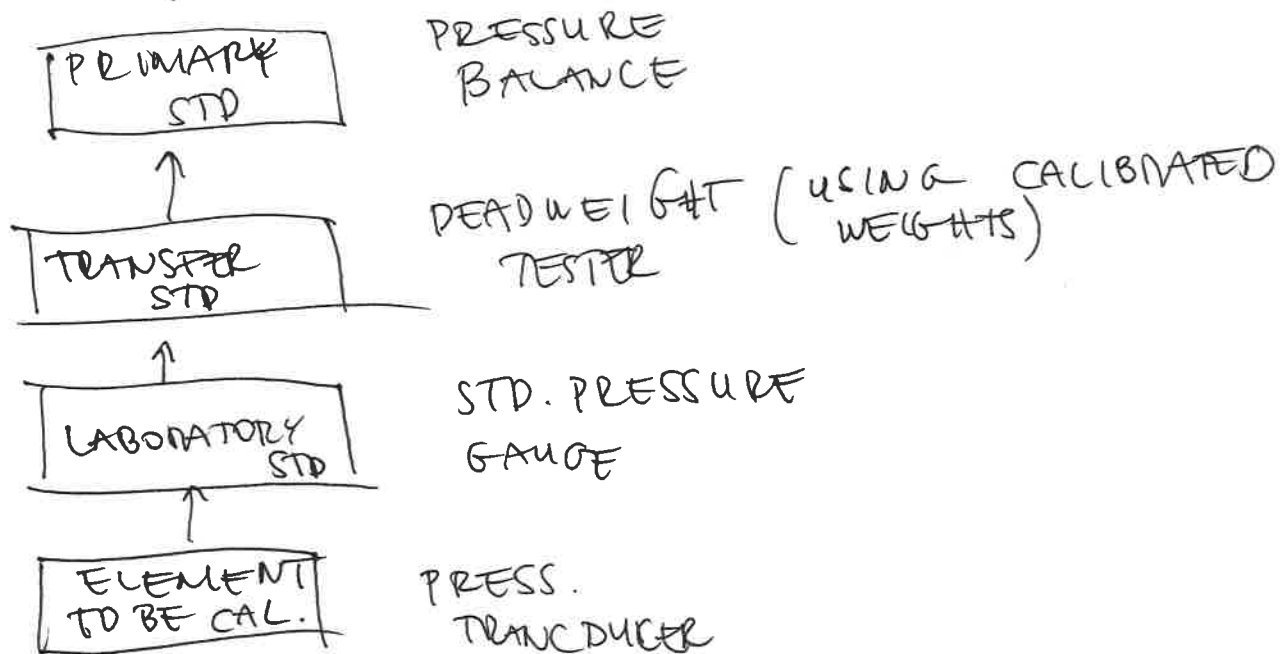 PRIMARY
STD
PRESSURE
BALANCE
TRANSFER
STD
DEADWEIGHT (USING CALIBRATED
TESTER WEIGHTS)
LABORATORY
STD
STD. PRESSURE
GAUGE
ELEMENT
TO BE CAL.
PRESS.
TRANCDUCER